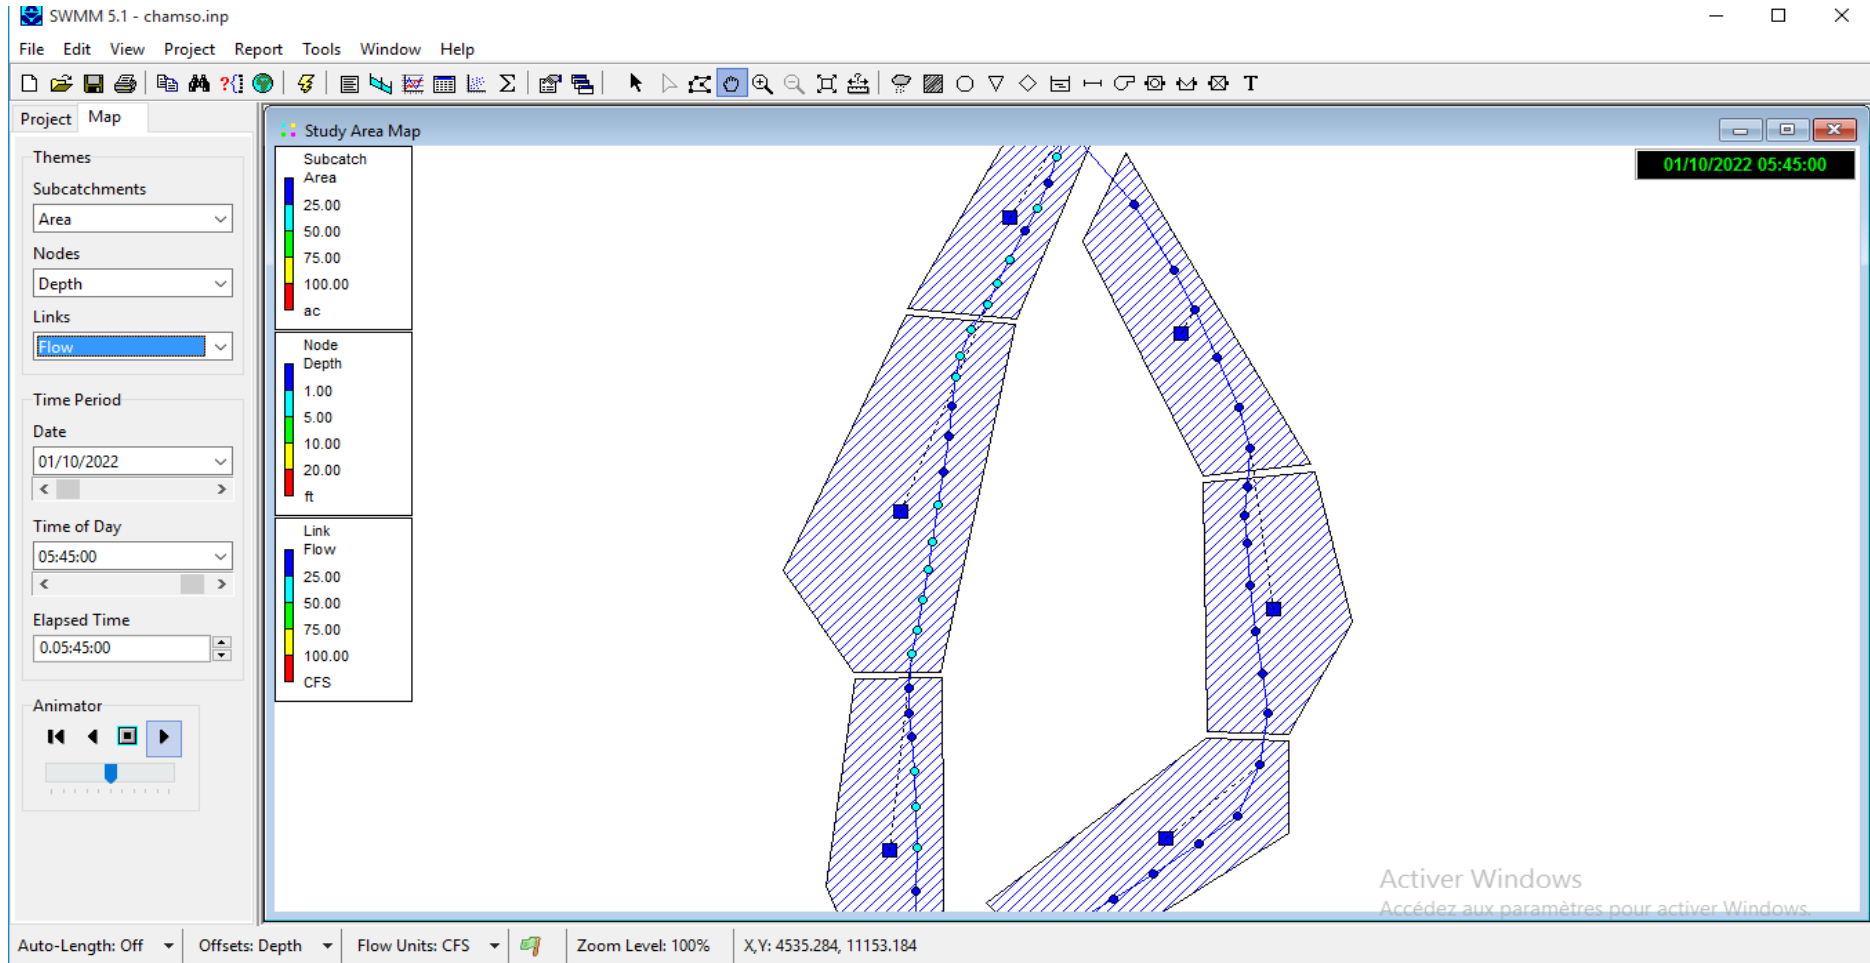 SWMM 5.1 - chamso.inp
File Edit View Project Report Tools Window Help
?{}
Σ
T
Project Map
Themes
Subcatchments
Area
Nodes
Depth
Links
Flow
Time Period
Date
01/10/2022
Time of Day
05:45:00
Elapsed Time
0.05:45:00
Animator
Study Area Map
01/10/2022 05:45:00
Subcatch
Area
25.00
50.00
75.00
100.00
ac
Node
Depth
1.00
5.00
10.00
20.00
ft
Link
Flow
25.00
50.00
75.00
100.00
CFS
Activer Windows
Accédez aux paramètres pour activer Windows.
Auto-Length: Off Offsets: Depth Flow Units: CFS Zoom Level: 100% X,Y: 4535.284, 11153.184